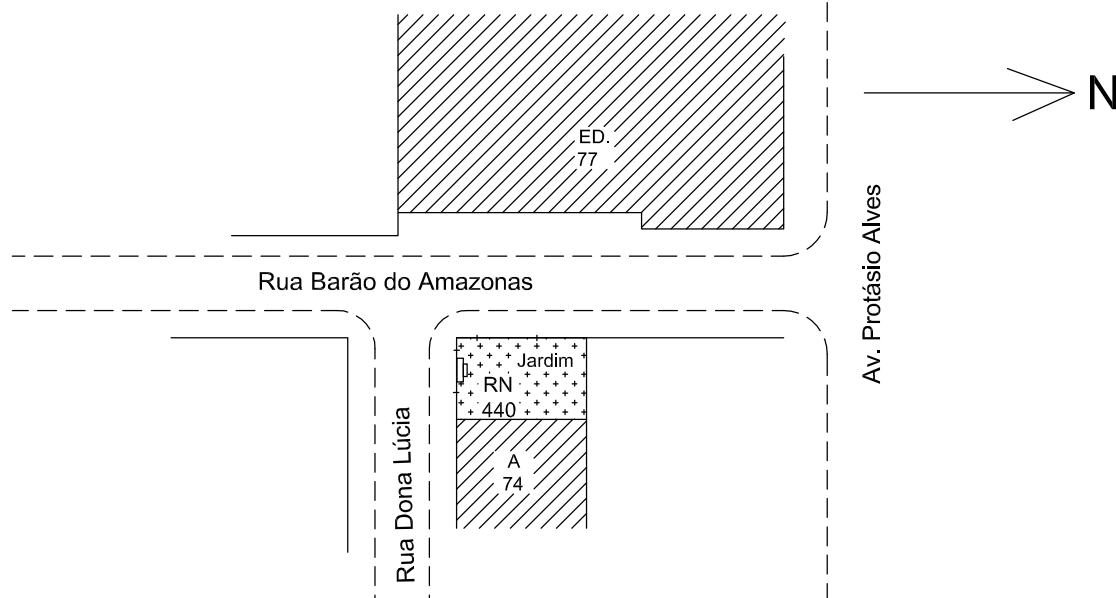 ED.
77
N
Av. Protásio Alves
Rua Barão do Amazonas
Jardim
RN
440
Rua Dona Lúcia
A
74